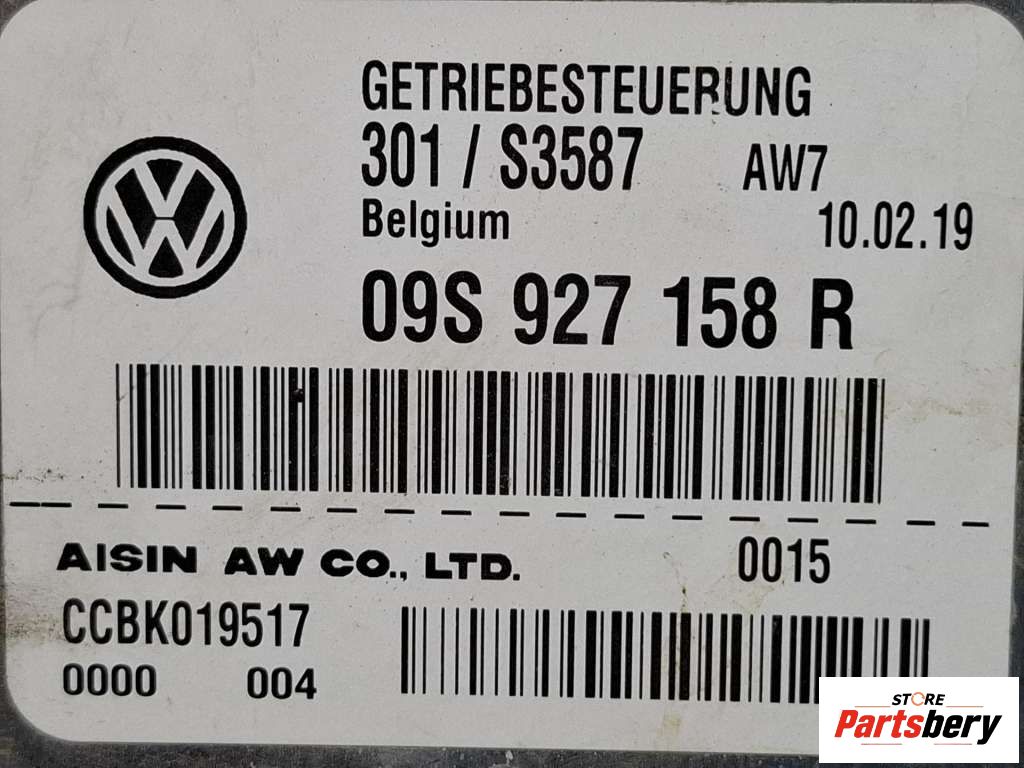 GETRIEBESTEUERUNG
301 / S3587 AW7
Belgium 10.02.19
09S 927 158 R
AISIN AW CO., LTD. 0015
CCBK019517
0000 004
STORE
Partsbery